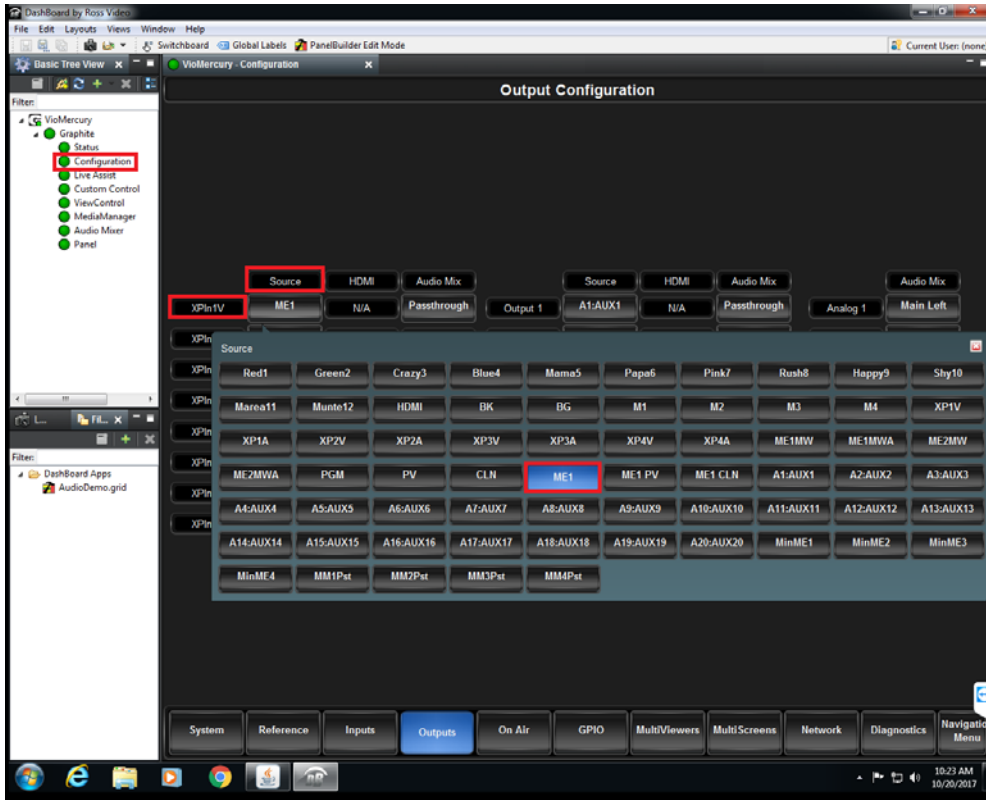 DashBoard by Ross Video
File Edit Layouts Views Window Help
Switchboard Global Labels PanelBuilder Edit Mode Current User: (none
Basic Tree View VioMercury - Configuration
Output Configuration
Filter:
VioMercury
Graphite
Status
Configuration
Live Assist
Custom Control
ViewControl
MediaManager
Audio Mixer
Panel
Source HDMI Audio Mix Source HDMI Audio Mix Audio Mix
XPIn1V ME1 N/A Passthrough Output 1 A1:AUX1 N/A Passthrough Analog 1 Main Left
XPIn
Source
XPIn Red1 Green2 Crazy3 Blue4 Mama5 Papa6 Pink7 Rush8 Happy9 Shy10
XPIn Marea11 Munte12 HDMI BK BG M1 M2 M3 M4 XP1V
XPIn XP1A XP2V XP2A XP3V XP3A XP4V XP4A ME1MW ME1MWA ME2MW
XPIn ME2MWA PGM PV CLN ME1 ME1 PV ME1 CLN A1:AUX1 A2:AUX2 A3:AUX3
XPIn A4:AUX4 A5:AUX5 A6:AUX6 A7:AUX7 A8:AUX8 A9:AUX9 A10:AUX10 A11:AUX11 A12:AUX12 A13:AUX13
XPIn A14:AUX14 A15:AUX15 A16:AUX16 A17:AUX17 A18:AUX18 A19:AUX19 A20:AUX20 MinME1 MinME2 MinME3
MinME4 MM1Pst MM2Pst MM3Pst MM4Pst
L... Fil...
Filter:
DashBoard Apps
AudioDemo.grid
System Reference Inputs Outputs On Air GPIO MultiViewers MultiScreens Network Diagnostics Navigatio
Menu
10:23 AM
10/20/2017